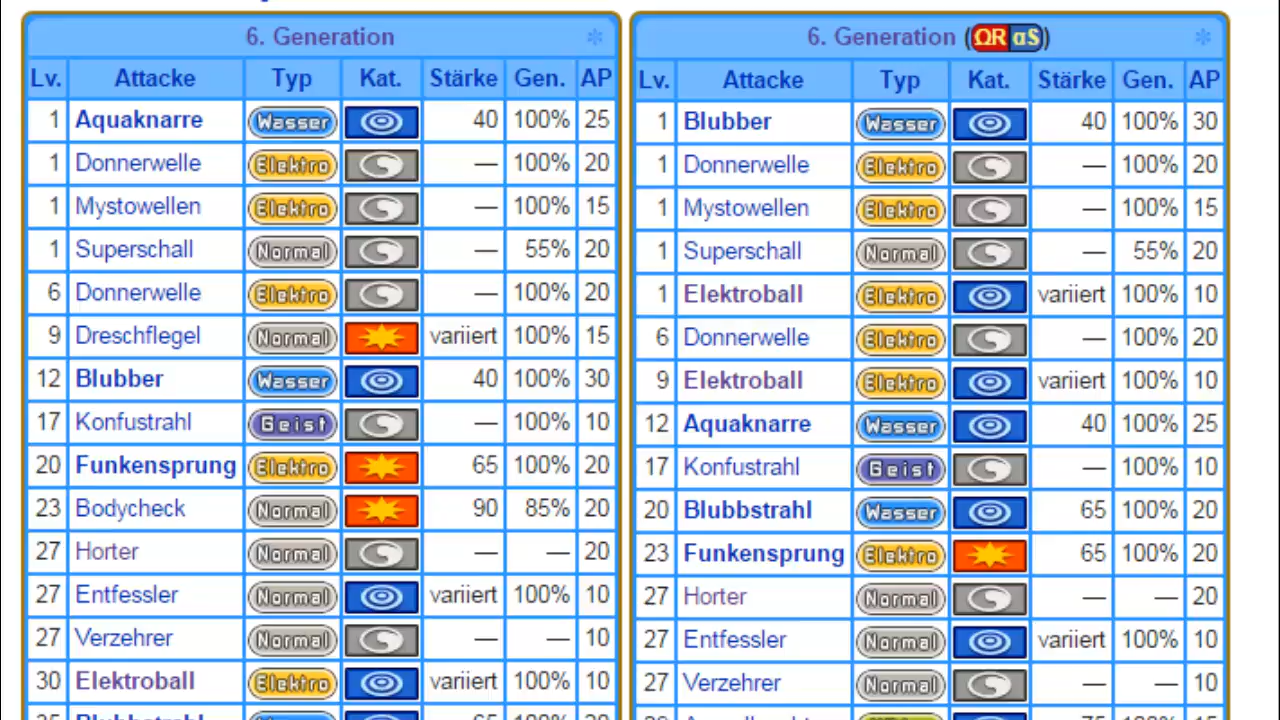 6. Generation *
Lv. Attacke Typ Kat. Stärke Gen. AP
1 Aquaknarre Wasser 40 100% 25
1 Donnerwelle Elektro — 100% 20
1 Mystowellen Elektro — 100% 15
1 Superschall Normal — 55% 20
6 Donnerwelle Elektro — 100% 20
9 Dreschflegel Normal variiert 100% 15
12 Blubber Wasser 40 100% 30
17 Konfustrahl Geist — 100% 10
20 Funkensprung Elektro 65 100% 20
23 Bodycheck Normal 90 85% 20
27 Horter Normal — — 20
27 Entfessler Normal variiert 100% 10
27 Verzehrer Normal — — 10
30 Elektroball Elektro variiert 100% 10
6. Generation (ΩR αS) *
Lv. Attacke Typ Kat. Stärke Gen. AP
1 Blubber Wasser 40 100% 30
1 Donnerwelle Elektro — 100% 20
1 Mystowellen Elektro — 100% 15
1 Superschall Normal — 55% 20
1 Elektroball Elektro variiert 100% 10
6 Donnerwelle Elektro — 100% 20
9 Elektroball Elektro variiert 100% 10
12 Aquaknarre Wasser 40 100% 25
17 Konfustrahl Geist — 100% 10
20 Blubbstrahl Wasser 65 100% 20
23 Funkensprung Elektro 65 100% 20
27 Horter Normal — — 20
27 Entfessler Normal variiert 100% 10
27 Verzehrer Normal — — 10